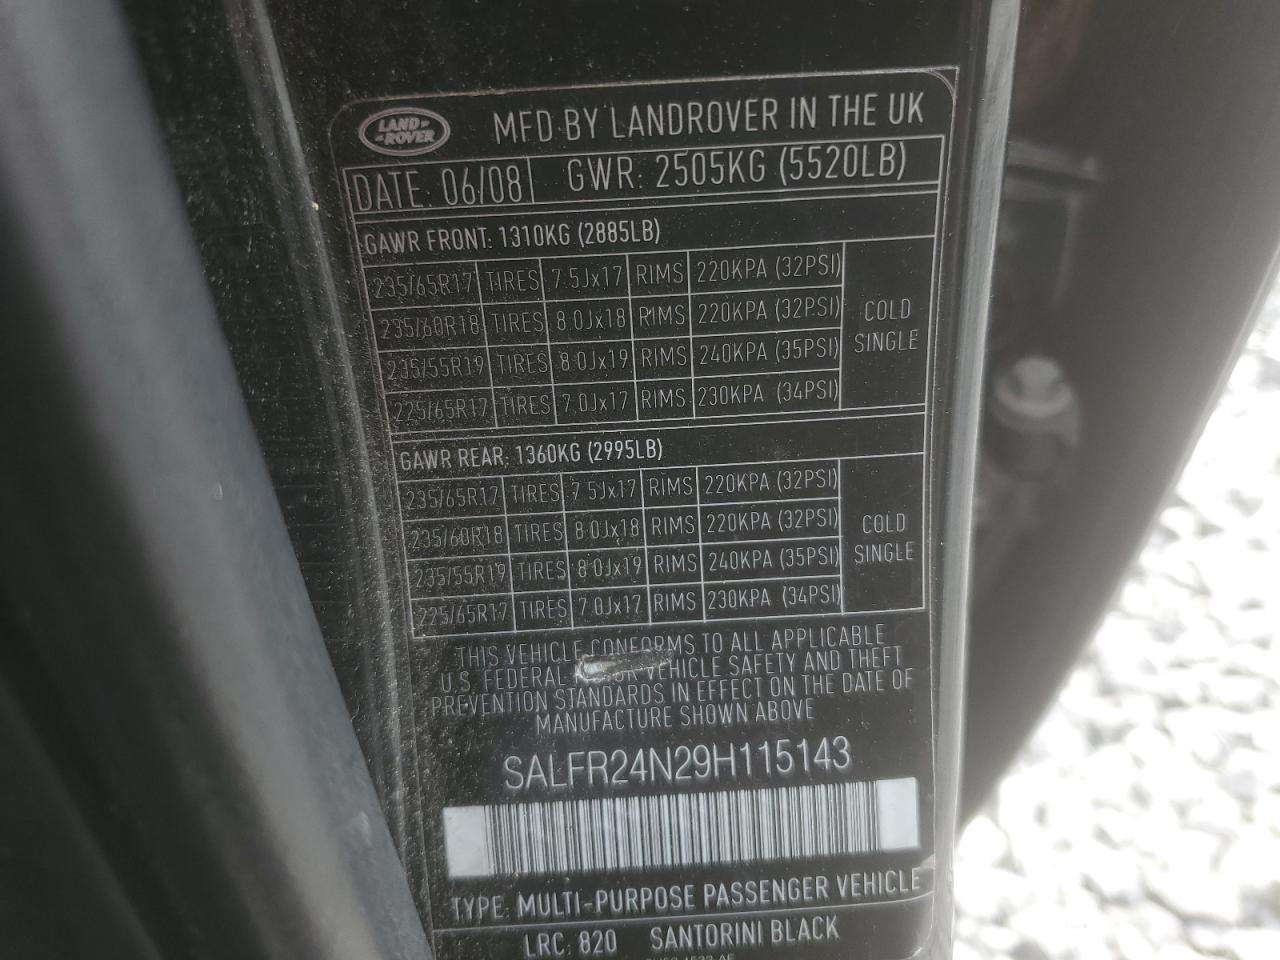 LAND-
-ROVER
MFD BY LANDROVER IN THE UK
DATE: 06/08 GWR: 2505KG (5520LB)
GAWR FRONT: 1310KG (2885LB)
235/65R17 TIRES 7.5Jx17 RIMS 220KPA (32PSI)
235/60R18 TIRES 8.0Jx18 RIMS 220KPA (32PSI)
235/55R19 TIRES 8.0Jx19 RIMS 240KPA (35PSI)
225/65R17 TIRES 7.0Jx17 RIMS 230KPA (34PSI)
COLD
SINGLE
GAWR REAR: 1360KG (2995LB)
235/65R17 TIRES 7.5Jx17 RIMS 220KPA (32PSI)
235/60R18 TIRES 8.0Jx18 RIMS 220KPA (32PSI)
235/55R19 TIRES 8.0Jx19 RIMS 240KPA (35PSI)
225/65R17 TIRES 7.0Jx17 RIMS 230KPA (34PSI)
COLD
SINGLE
THIS VEHICLE CONFORMS TO ALL APPLICABLE
U.S. FEDERAL MOTOR VEHICLE SAFETY AND THEFT
PREVENTION STANDARDS IN EFFECT ON THE DATE OF
MANUFACTURE SHOWN ABOVE
SALFR24N29H115143
TYPE: MULTI-PURPOSE PASSENGER VEHICLE
LRC: 820 SANTORINI BLACK